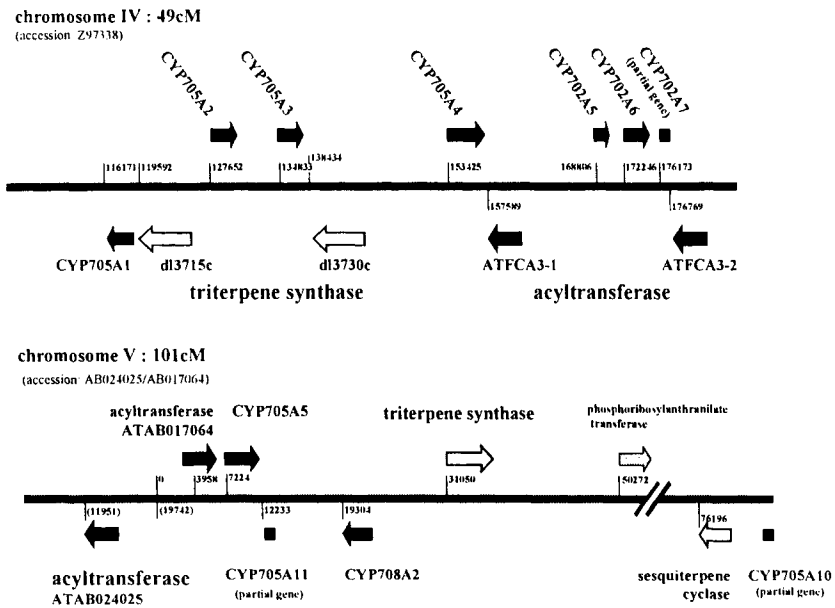 chromosome IV : 49cM
(accession Z97338)
CYP705A2
CYP705A3
CYP705A4
CYP702A5
CYP702A6
CYP702A7
(partial gene)
116171
119592
127652
134833
138434
153425
168806
172246
176173
157589
176769
CYP705A1
dl3715c
dl3730c
ATFCA3-1
ATFCA3-2
triterpene synthase
acyltransferase
chromosome V : 101cM
(accession AB024025/AB017064)
acyltransferase
ATAB017064
CYP705A5
triterpene synthase
phosphoribosylanthranilate
transferase
0
3958
7224
31050
50272
(11951)
(19742)
12233
19304
76196
acyltransferase
ATAB024025
CYP705A11
(partial gene)
CYP708A2
sesquiterpene
cyclase
CYP705A10
(partial gene)